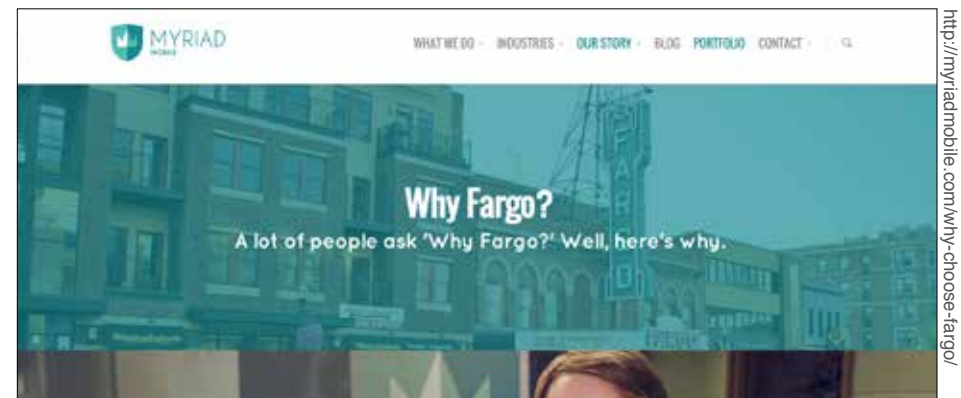 MYRIAD
MOBILE
WHAT WE DO
INDUSTRIES
OUR STORY
BLOG
PORTFOLIO
CONTACT
FARGO
Why Fargo?
A lot of people ask 'Why Fargo?' Well, here's why.
http://myriadmobile.com/why-choose-fargo/